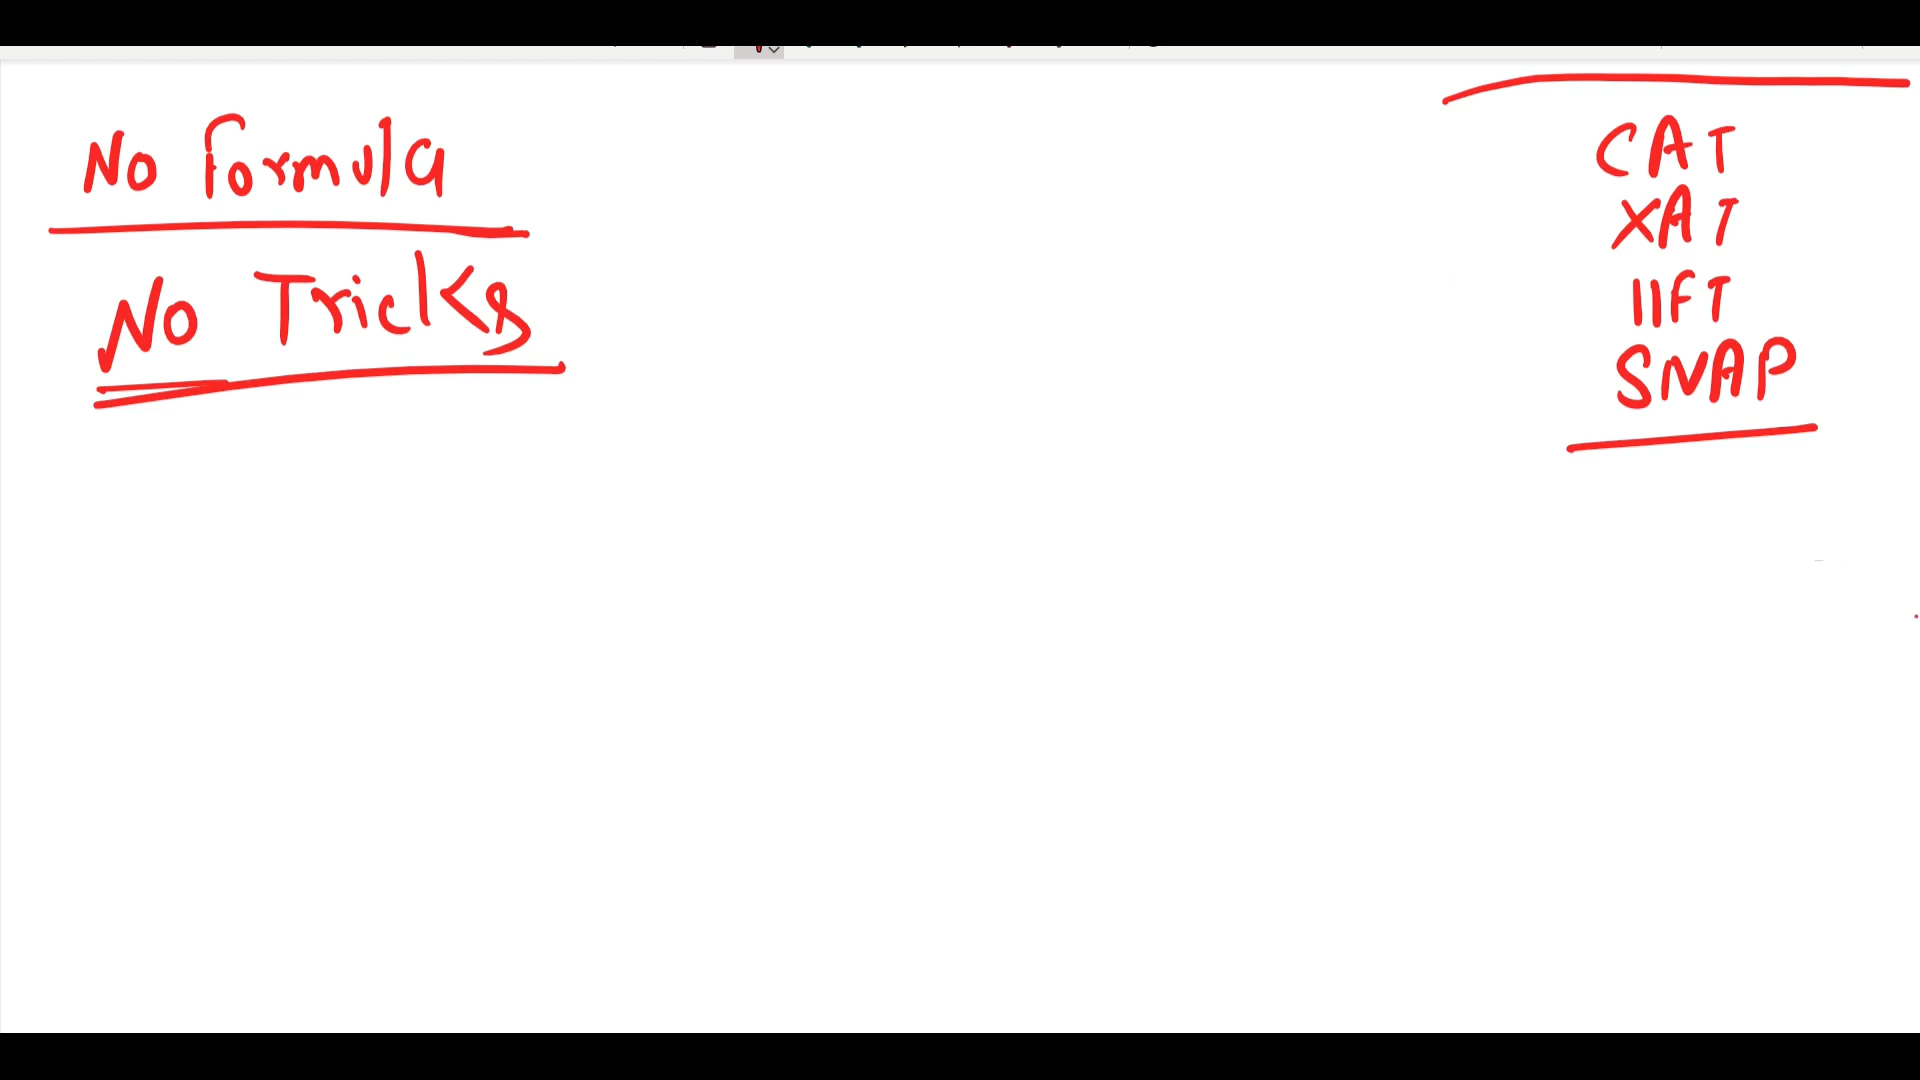 No formula
No Tricks
CAT
XAT
IIFT
SNAP